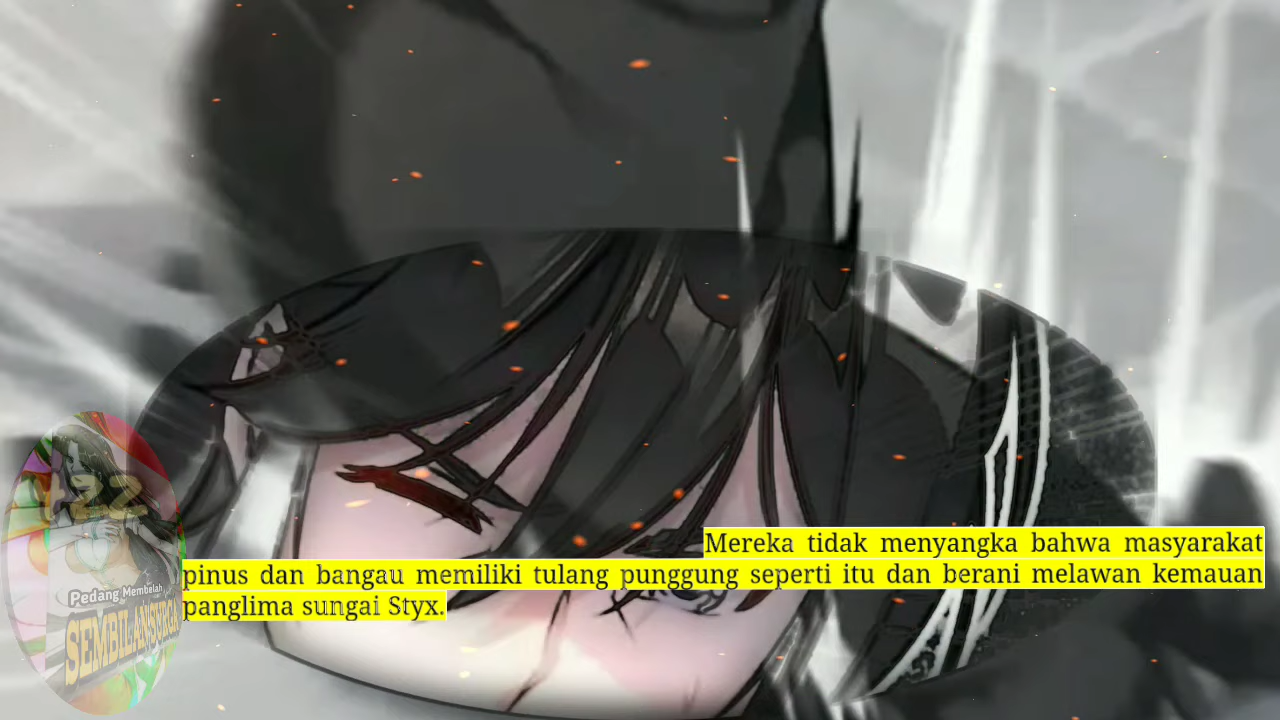 Mereka tidak menyangka bahwa masyarakat
pinus dan bangau memiliki tulang punggung seperti itu dan berani melawan kemauan
panglima sungai Styx.
122
Pedang Membelah
SEMBILAN SURGA